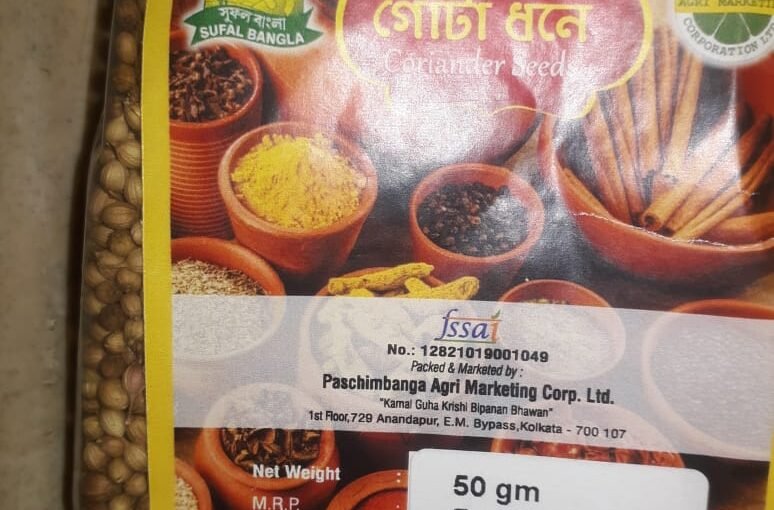 সুফল বাংলা
SUFAL BANGLA
গোটা ধনে
Coriander Seeds
AGRI MARKETING
CORPORATION LTD
fssai
No.: 12821019001049
Packed & Marketed by :
Paschimbanga Agri Marketing Corp. Ltd.
"Kamal Guha Krishi Bipanan Bhawan"
1st Floor,729 Anandapur, E.M. Bypass,Kolkata - 700 107
Net Weight :
50 gm
M.R.P. :